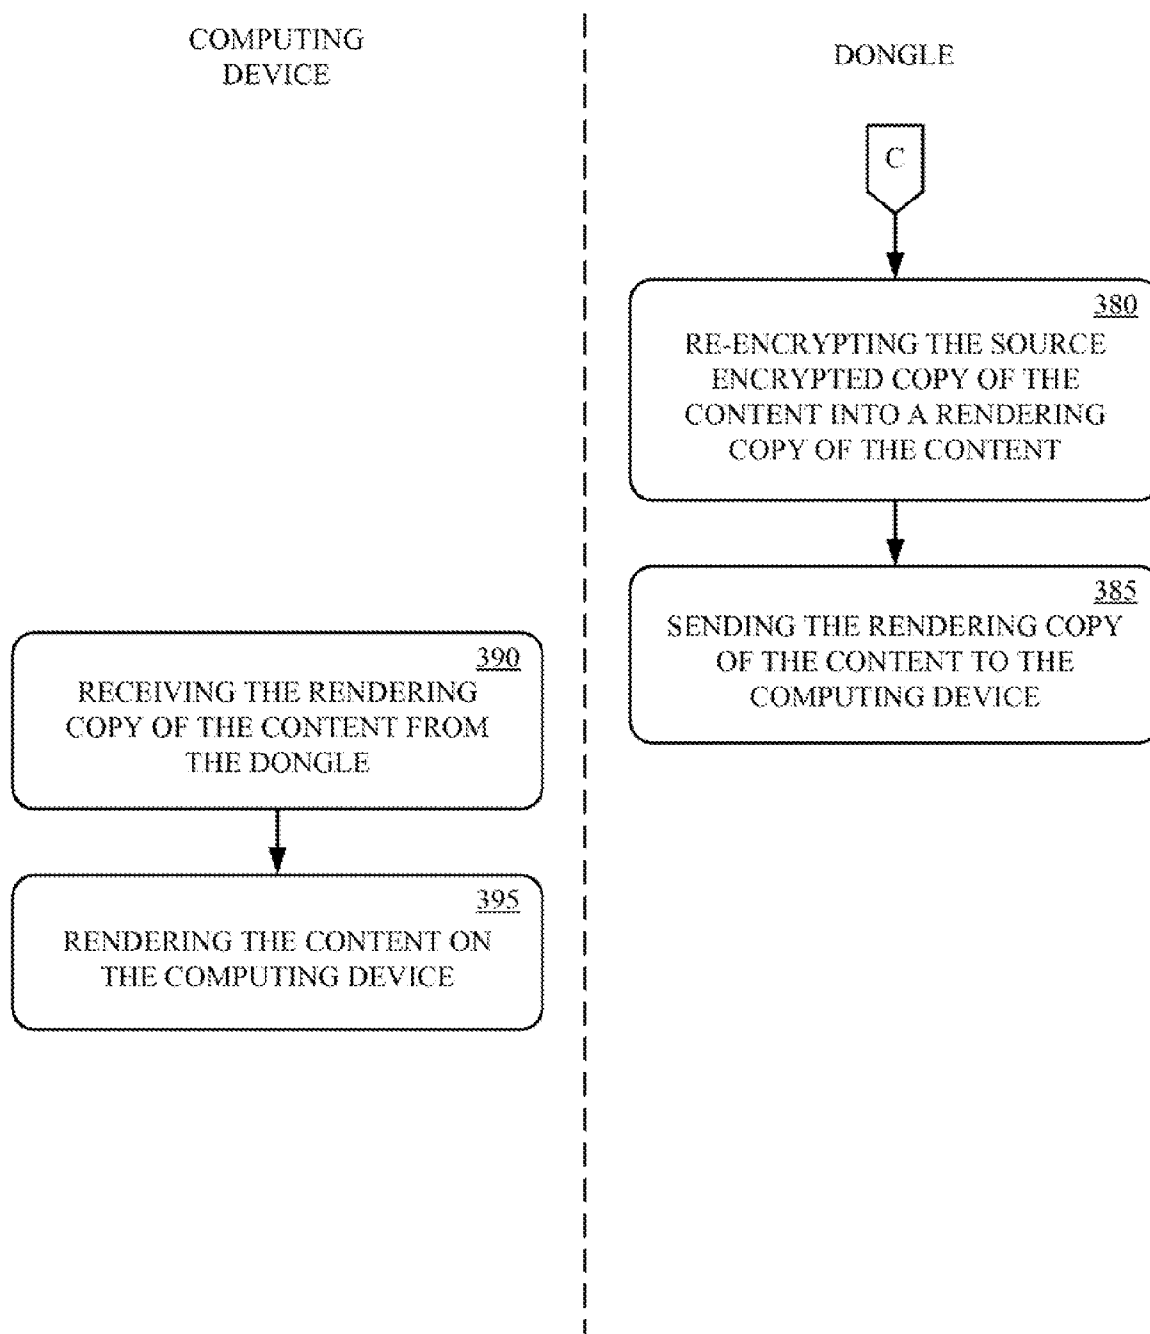 COMPUTING
DEVICE
DONGLE
C
380
RE-ENCRYPTING THE SOURCE
ENCRYPTED COPY OF THE
CONTENT INTO A RENDERING
COPY OF THE CONTENT
385
SENDING THE RENDERING COPY
OF THE CONTENT TO THE
COMPUTING DEVICE
390
RECEIVING THE RENDERING
COPY OF THE CONTENT FROM
THE DONGLE
395
RENDERING THE CONTENT ON
THE COMPUTING DEVICE